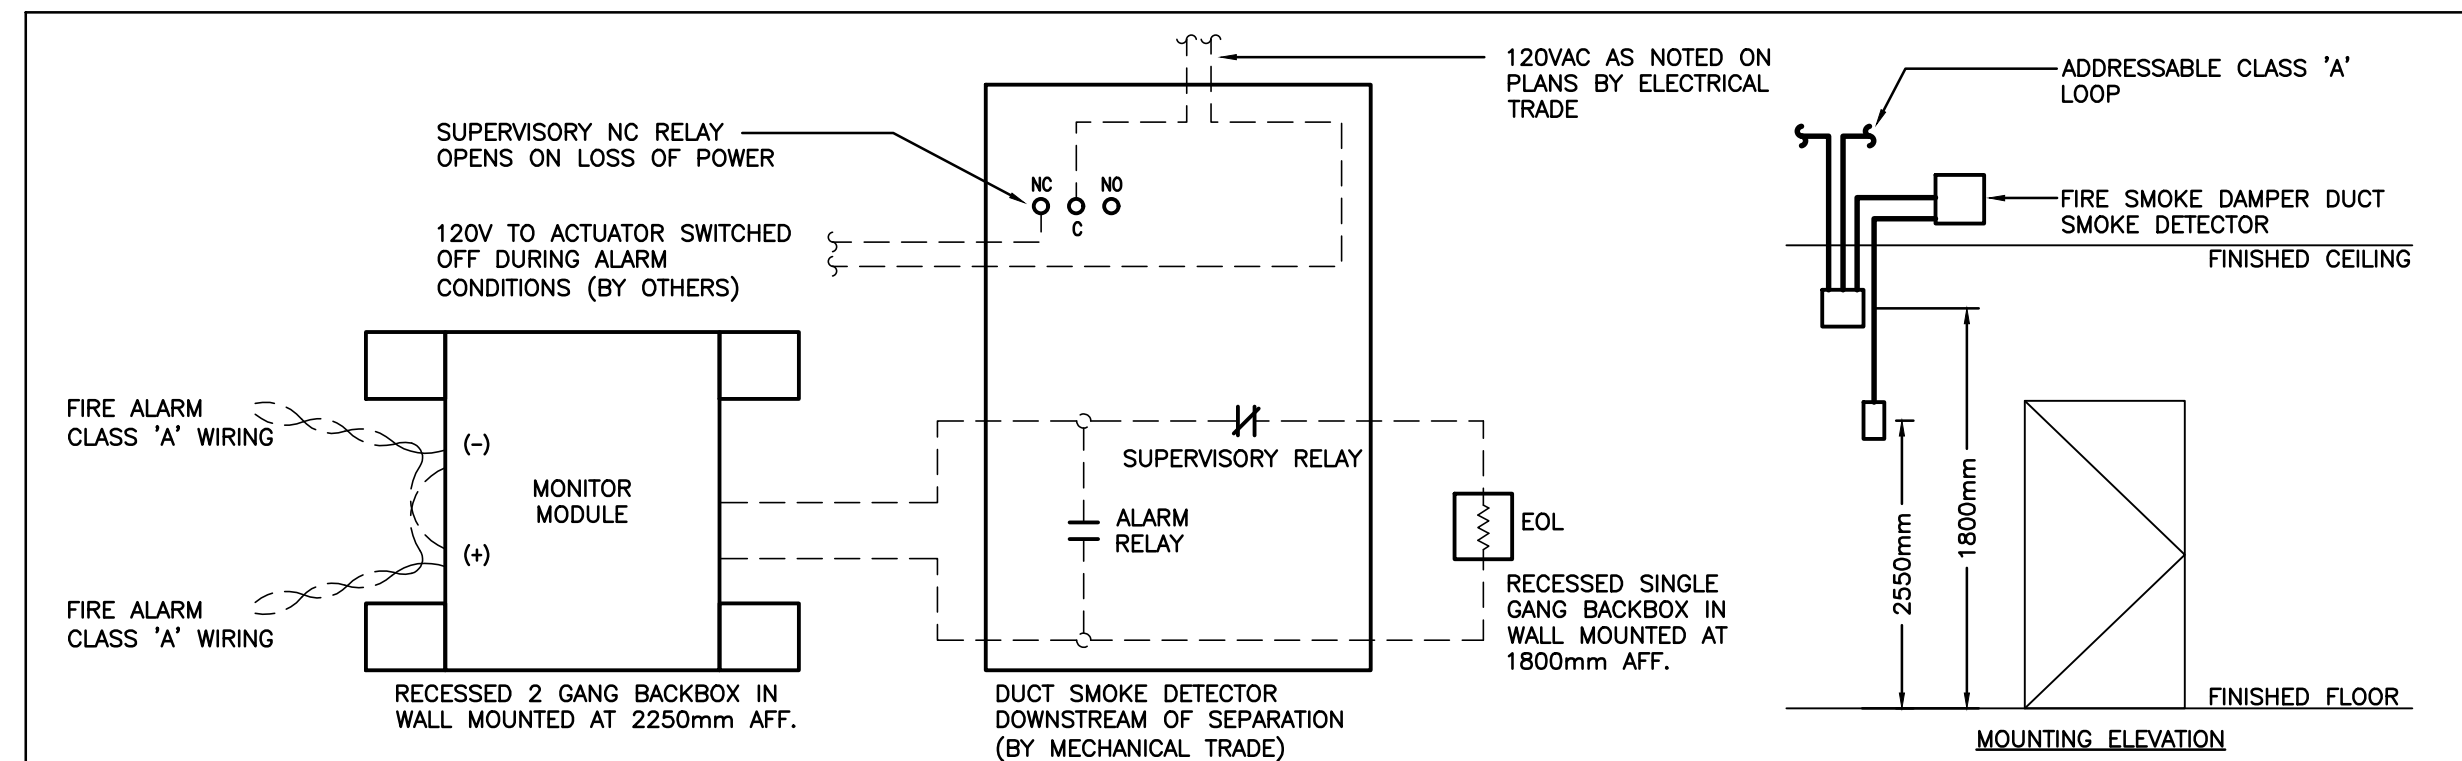 120VAC AS NOTED ON
PLANS BY ELECTRICAL
TRADE
ADDRESSABLE CLASS 'A'
LOOP
SUPERVISORY NC RELAY
OPENS ON LOSS OF POWER
NC
NO
C
FIRE SMOKE DAMPER DUCT
SMOKE DETECTOR
120V TO ACTUATOR SWITCHED
OFF DURING ALARM
CONDITIONS (BY OTHERS)
FINISHED CEILING
FIRE ALARM
CLASS 'A' WIRING
(-)
MONITOR
MODULE
(+)
FIRE ALARM
CLASS 'A' WIRING
SUPERVISORY RELAY
ALARM
RELAY
EOL
RECESSED SINGLE
GANG BACKBOX IN
WALL MOUNTED AT
1800mm AFF.
2550mm
1800mm
RECESSED 2 GANG BACKBOX IN
WALL MOUNTED AT 2250mm AFF.
DUCT SMOKE DETECTOR
DOWNSTREAM OF SEPARATION
(BY MECHANICAL TRADE)
FINISHED FLOOR
MOUNTING ELEVATION